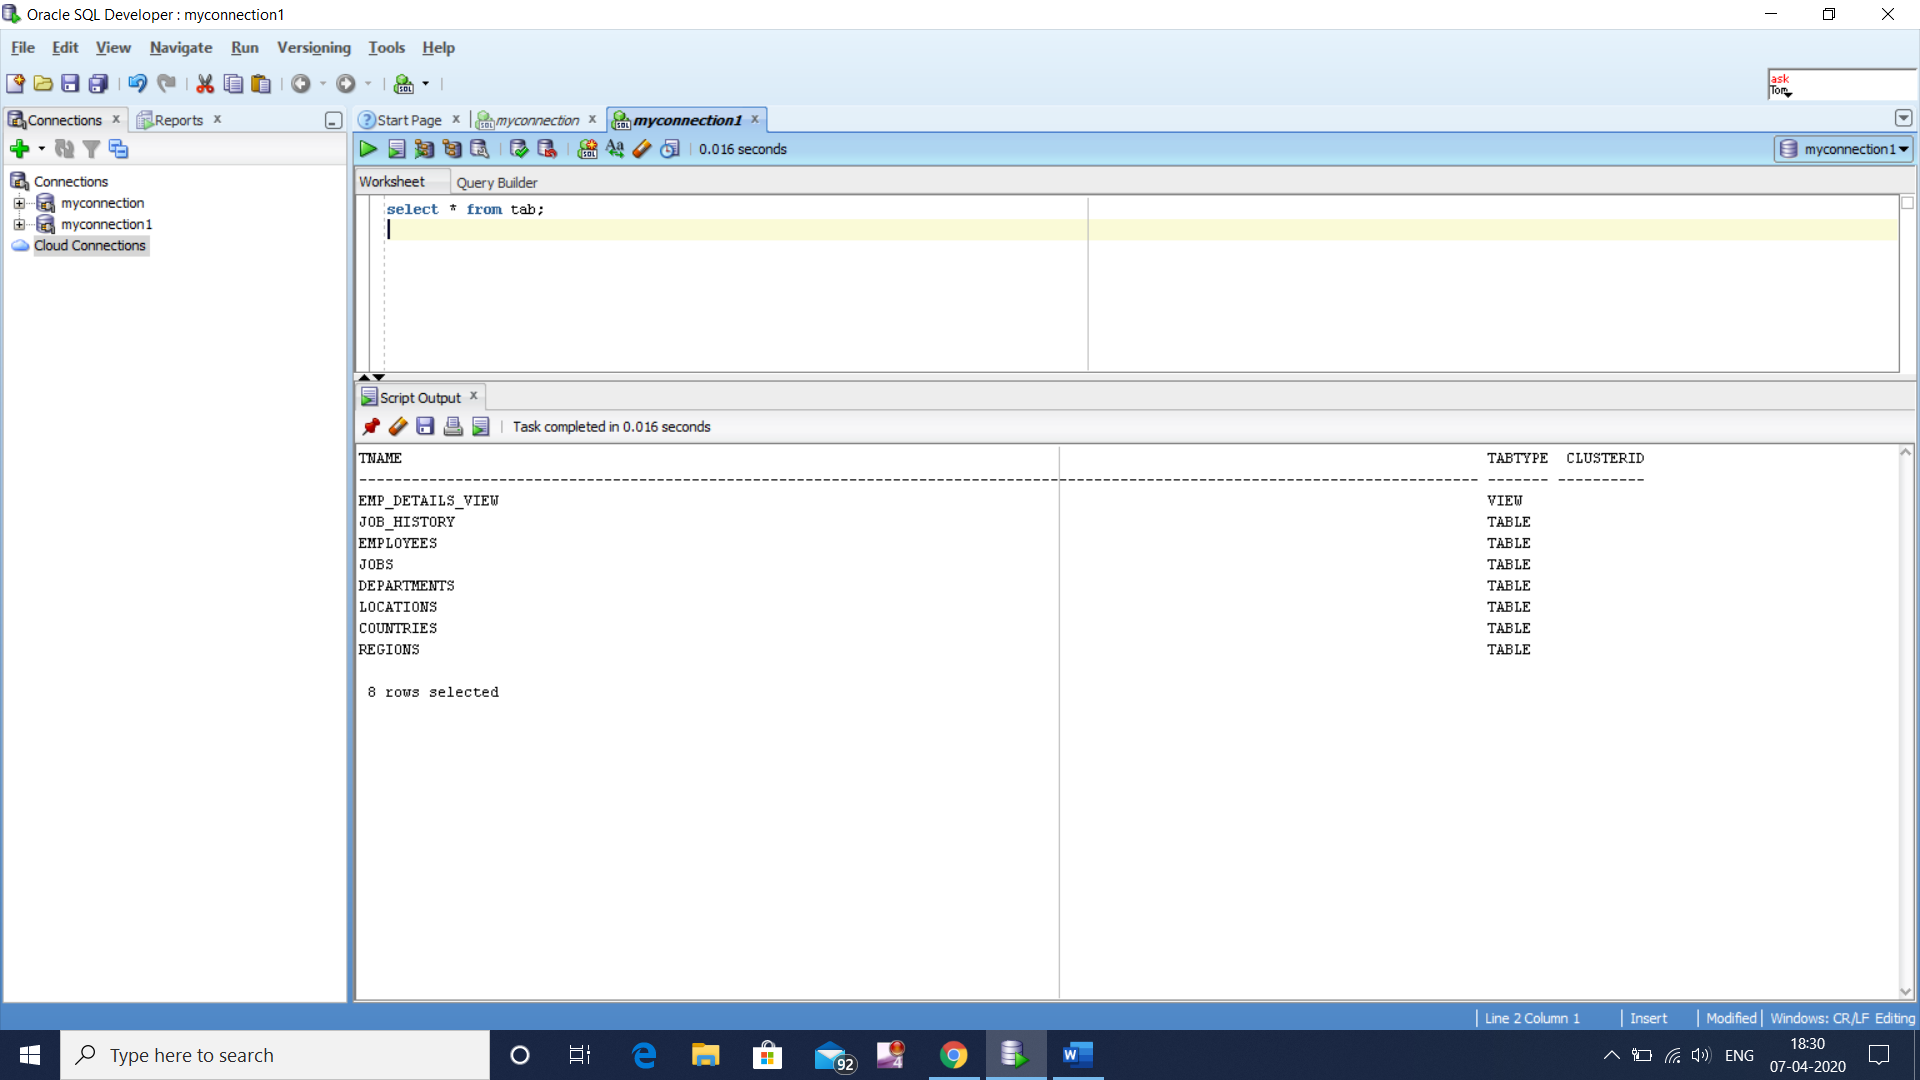 Oracle SQL Developer : myconnection1
File Edit View Navigate Run Versioning Tools Help
ask
Tom
Connections x Reports x Start Page x myconnection x myconnection1 x
0.016 seconds myconnection1
Worksheet Query Builder
Connections
myconnection
myconnection1
Cloud Connections
select * from tab;
Script Output x
Task completed in 0.016 seconds
TNAME TABTYPE CLUSTERID
-------------------------------------------------------------------------------------------------------------------------------- ------- ----------
EMP_DETAILS_VIEW VIEW
JOB_HISTORY TABLE
EMPLOYEES TABLE
JOBS TABLE
DEPARTMENTS TABLE
LOCATIONS TABLE
COUNTRIES TABLE
REGIONS TABLE
8 rows selected
Line 2 Column 1 Insert Modified Windows: CR/LF Editing
Type here to search 92 4 ENG 18:30
07-04-2020